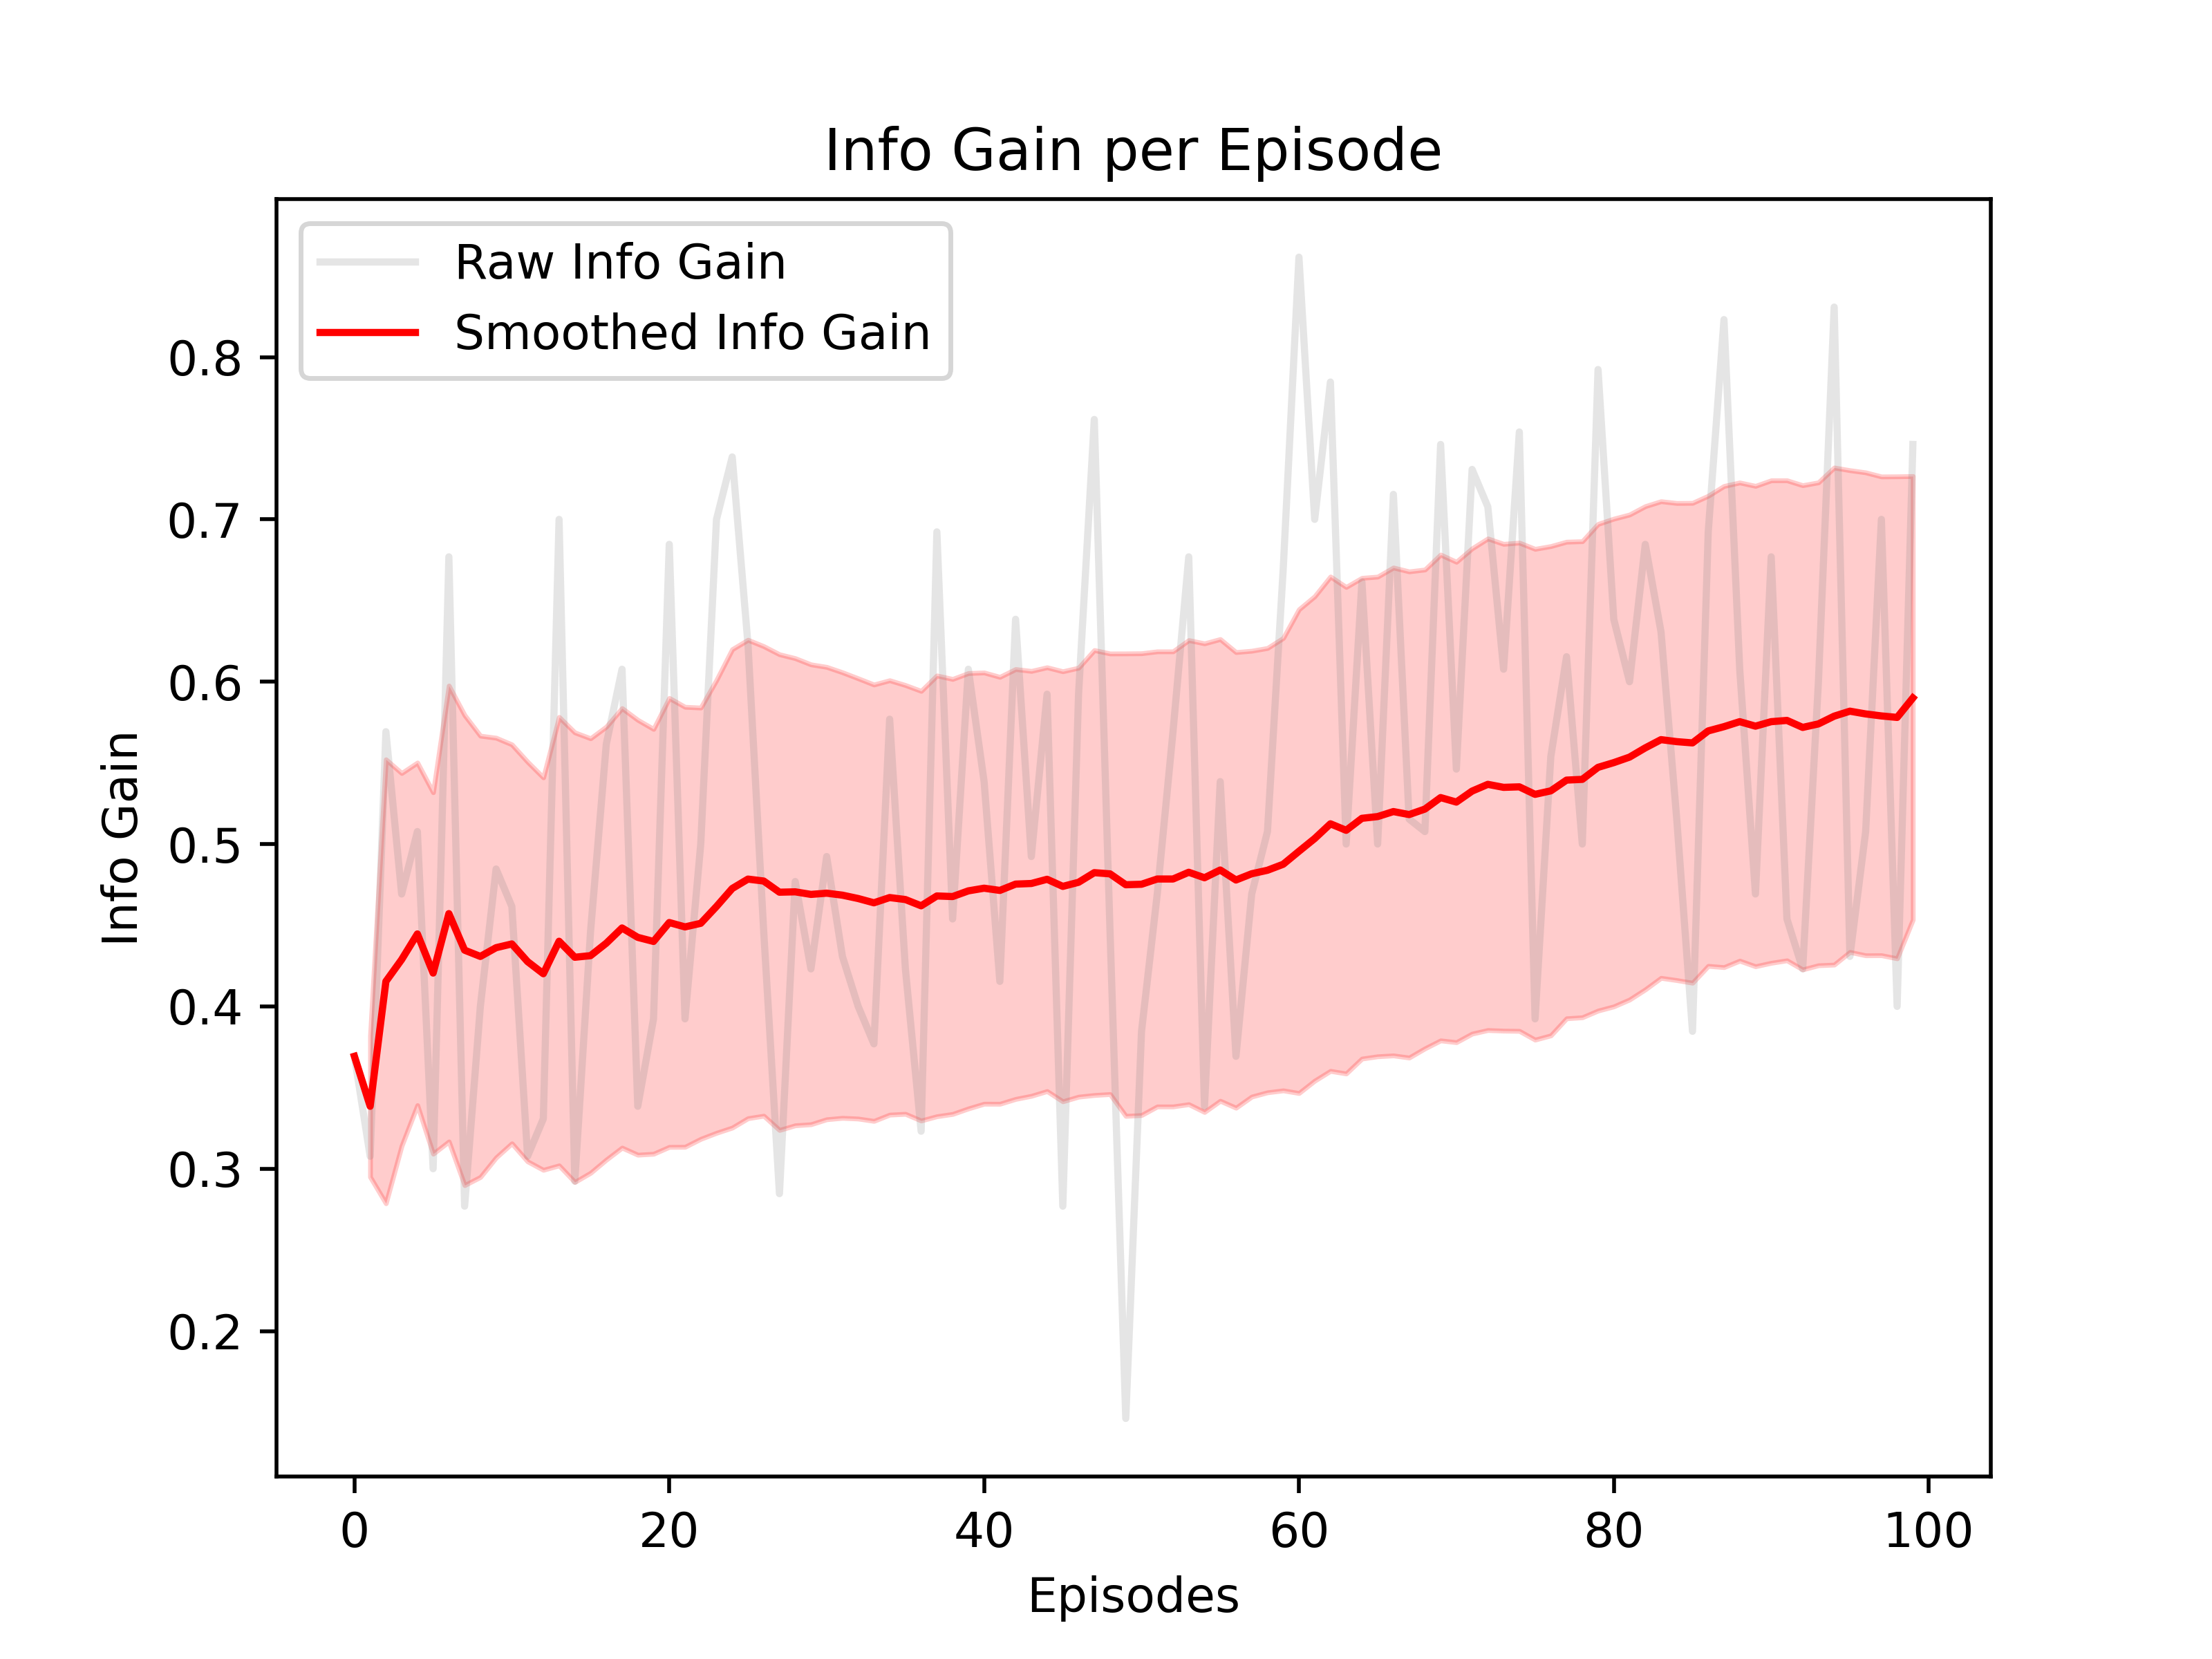 Info Gain per Episode
Raw Info Gain
Smoothed Info Gain
Info Gain
0.8
0.7
0.6
0.5
0.4
0.3
0.2
0 20 40 60 80 100
Episodes